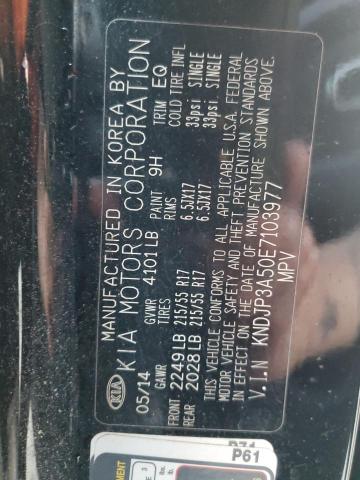 MANUFACTURED IN KOREA BY
KIA KIA MOTORS CORPORATION
05/14 GVWR 4101LB PAINT 9H TRIM EQ
GAWR TIRES RIMS COLD TIRE INFL
FRONT 2249LB 215/55 R17 6.5JX17 33psi SINGLE
REAR 2028LB 215/55 R17 6.5JX17 33psi SINGLE
THIS VEHICLE CONFORMS TO ALL APPLICABLE U.S.A. FEDERAL
MOTOR VEHICLE SAFETY AND THEFT PREVENTION STANDARDS
IN EFFECT ON THE DATE OF MANUFACTURE SHOWN ABOVE.
V.I.N KNDJP3A50E7103977
MPV
P61